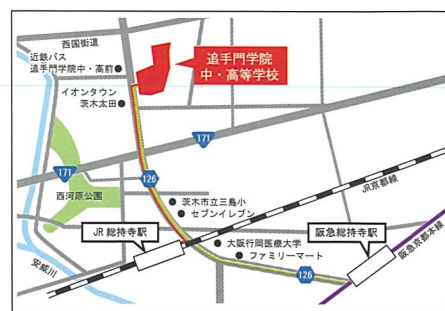 西国街道
近鉄バス
追手門学院中・高前
追手門学院
中・高等学校
イオンタウン
茨木太田
171
171
西河原公園
126
茨木市立三島小
セブンイレブン
JR京都線
JR総持寺駅
阪急総持寺駅
大阪行岡医療大学
ファミリーマート
安威川
126
阪急京都本線